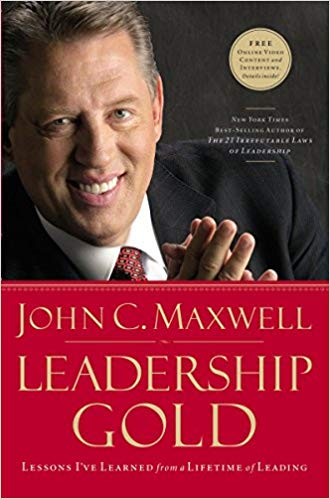 FREE
ONLINE VIDEO
CONTENT and
INTERVIEWS.
Details inside!
NEW YORK TIMES
BEST-SELLING AUTHOR OF
THE 21 IRREFUTABLE LAWS
OF LEADERSHIP
JOHN C. MAXWELL
LEADERSHIP
GOLD
LESSONS I'VE LEARNED from a LIFETIME of LEADING